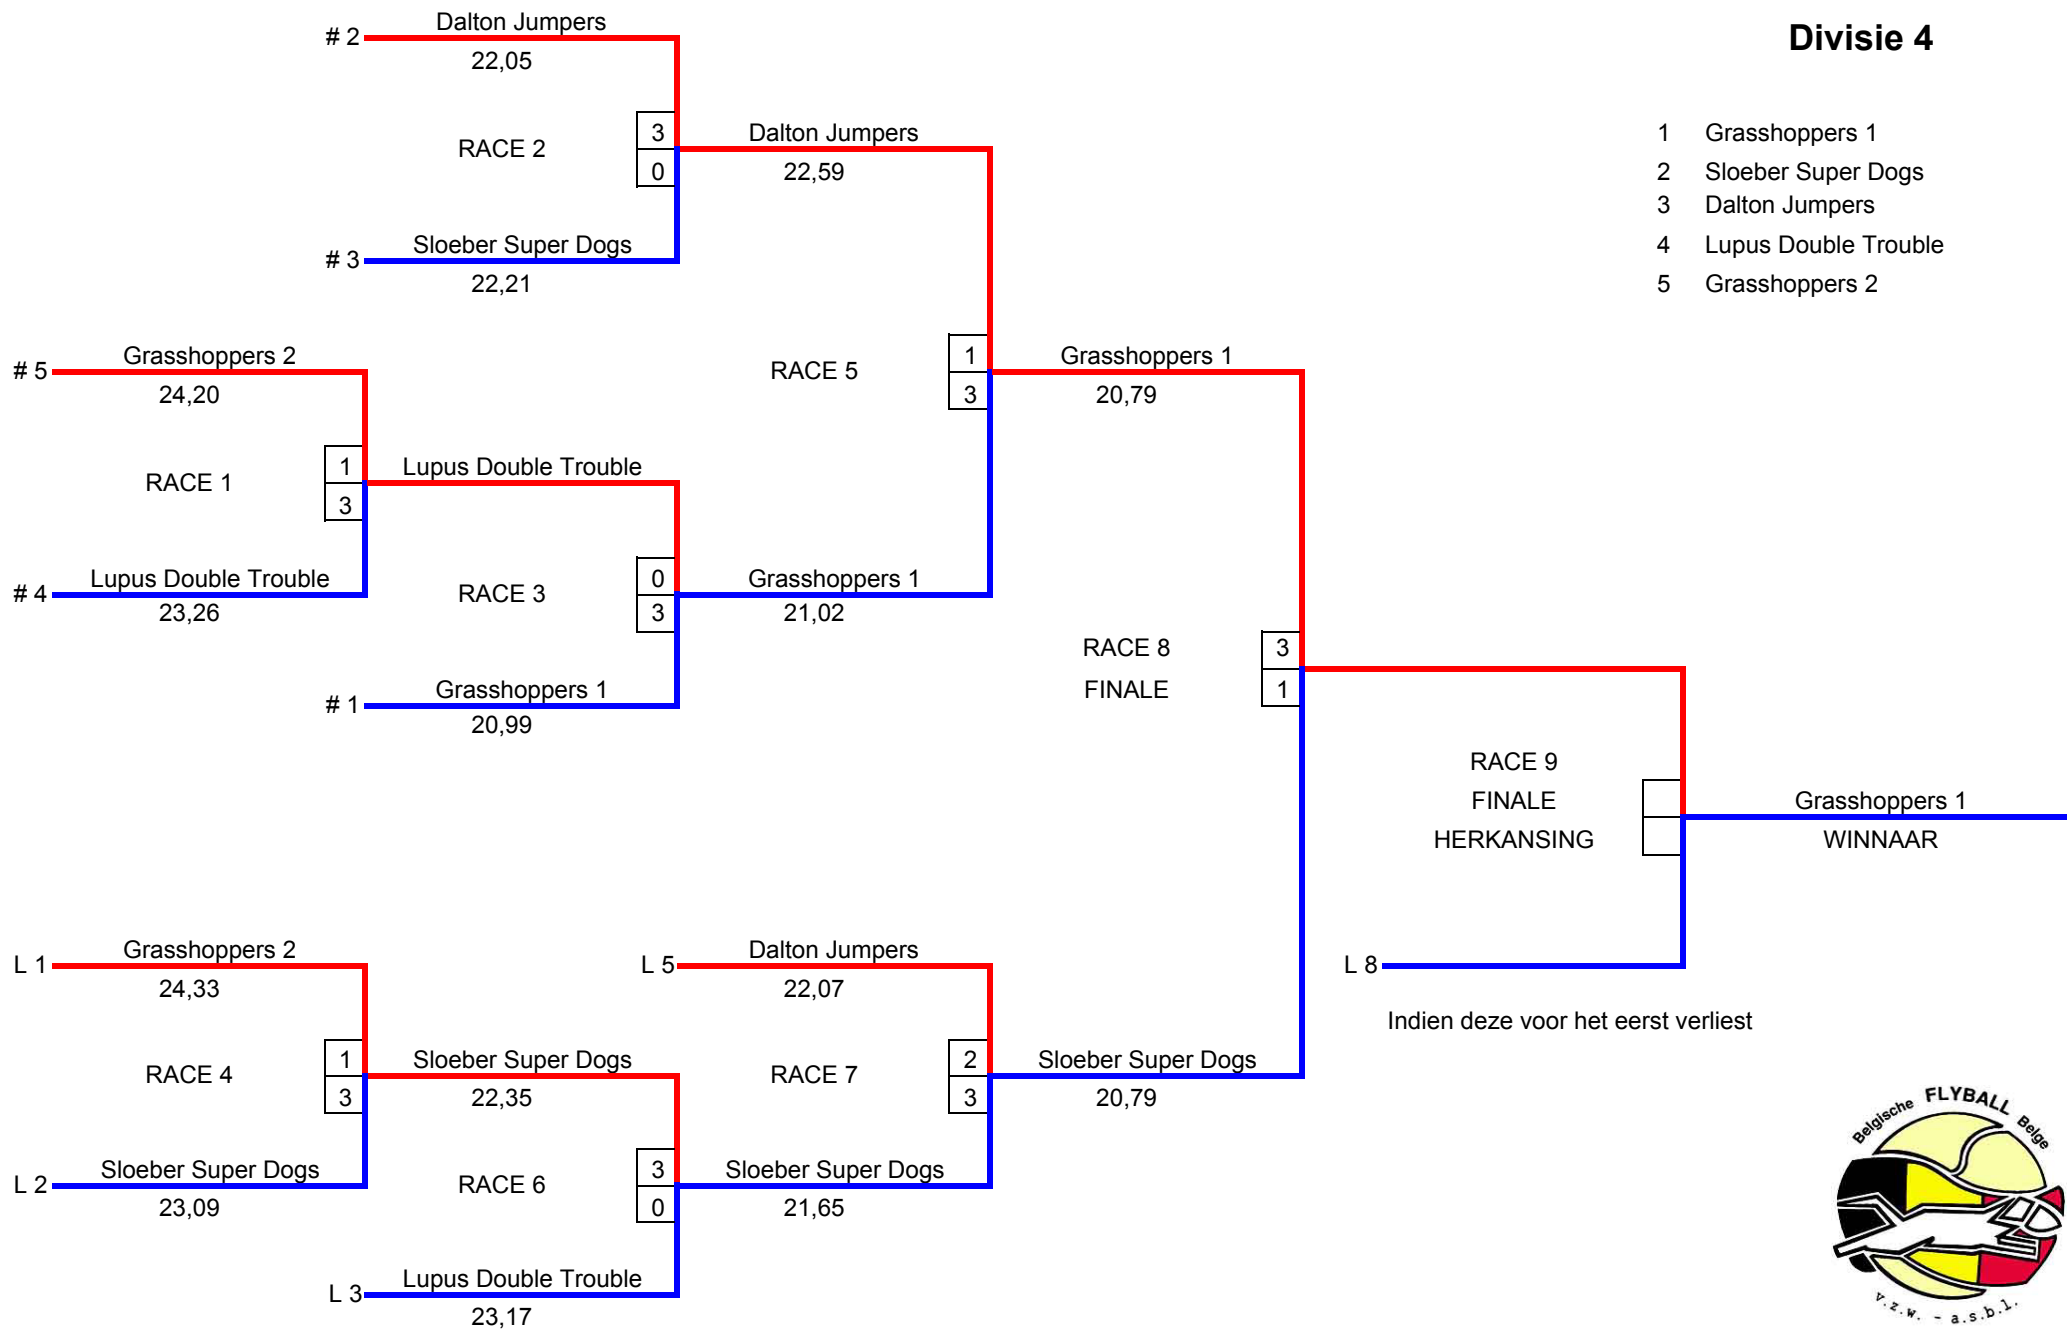 Divisie 4
1 Grasshoppers 1
2 Sloeber Super Dogs
3 Dalton Jumpers
4 Lupus Double Trouble
5 Grasshoppers 2
# 2 Dalton Jumpers
22,05
RACE 2
3
0
# 3 Sloeber Super Dogs
22,21
Dalton Jumpers
22,59
# 5 Grasshoppers 2
24,20
RACE 1
1
3
# 4 Lupus Double Trouble
23,26
Lupus Double Trouble
RACE 3
0
3
# 1 Grasshoppers 1
20,99
Grasshoppers 1
21,02
RACE 5
1
3
Grasshoppers 1
20,79
RACE 8
FINALE
3
1
RACE 9
FINALE
HERKANSING
Grasshoppers 1
WINNAAR
L 8
Indien deze voor het eerst verliest
L 1 Grasshoppers 2
24,33
RACE 4
1
3
L 2 Sloeber Super Dogs
23,09
Sloeber Super Dogs
22,35
RACE 6
3
0
L 3 Lupus Double Trouble
23,17
L 5 Dalton Jumpers
22,07
RACE 7
2
3
Sloeber Super Dogs
21,65
Sloeber Super Dogs
20,79
Belgische FLYBALL Belge
v.z.w. - a.s.b.l.